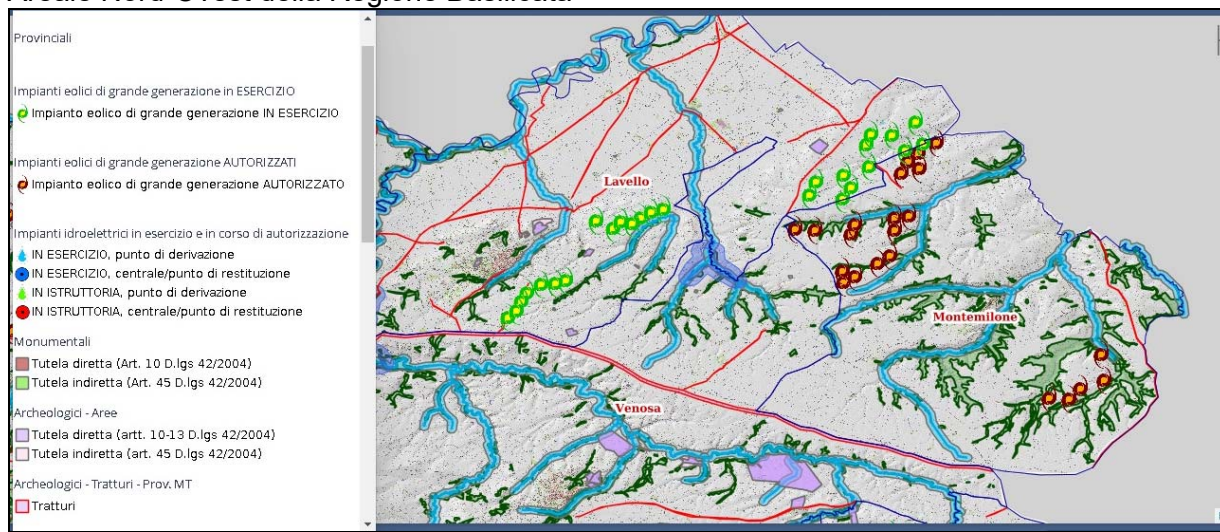 Areale Nord-Ovest della Regione Basilicata
Provinciali
Impianti eolici di grande generazione in ESERCIZIO
Impianto eolico di grande generazione IN ESERCIZIO
Impianti eolici di grande generazione AUTORIZZATI
Impianto eolico di grande generazione AUTORIZZATO
Impianti idroelettrici in esercizio e in corso di autorizzazione
IN ESERCIZIO, punto di derivazione
IN ESERCIZIO, centrale/punto di restituzione
IN ISTRUTTORIA, punto di derivazione
IN ISTRUTTORIA, centrale/punto di restituzione
Monumentali
Tutela diretta (Art. 10 D.lgs 42/2004)
Tutela indiretta (Art. 45 D.lgs 42/2004)
Archeologici - Aree
Tutela diretta (artt. 10-13 D.lgs 42/2004)
Tutela indiretta (art. 45 D.lgs 42/2004)
Archeologici - Tratturi - Prov. MT
Tratturi
Lavello
Montemilone
Venosa